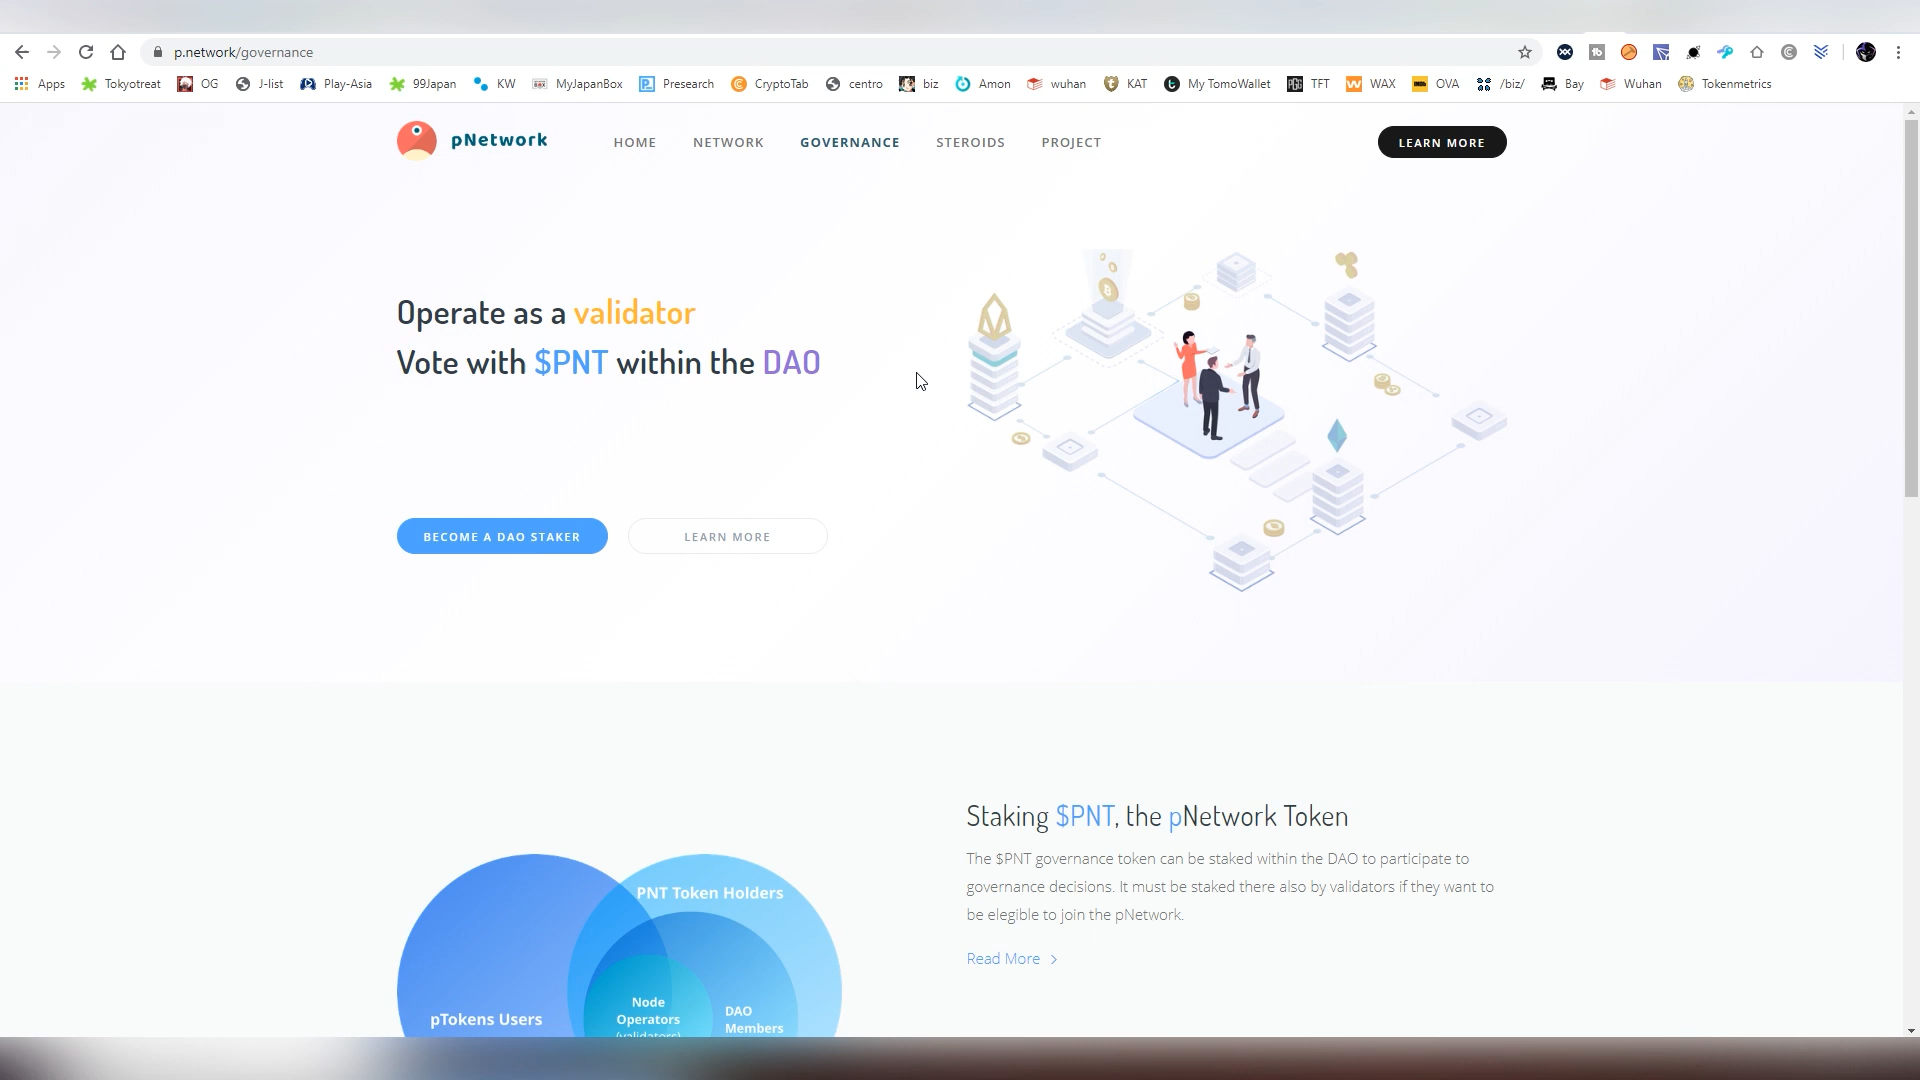 p.network/governance
Apps Tokyotreat OG J-list Play-Asia 99Japan KW MyJapanBox Presearch CryptoTab centro biz Amon wuhan KAT My TomoWallet TFT WAX OVA /biz/ Bay Wuhan Tokenmetrics
pNetwork HOME NETWORK GOVERNANCE STEROIDS PROJECT LEARN MORE
Operate as a validator
Vote with $PNT within the DAO
BECOME A DAO STAKER LEARN MORE
Staking $PNT, the pNetwork Token
The $PNT governance token can be staked within the DAO to participate to
governance decisions. It must be staked there also by validators if they want to
be elegible to join the pNetwork.
Read More
PNT Token Holders
pTokens Users
Node
Operators
(validators)
DAO
Members